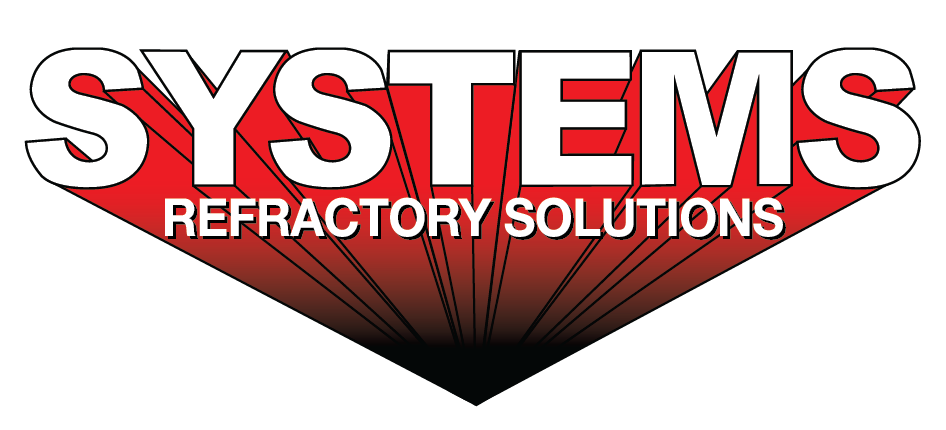 SYSTEMS
REFRACTORY SOLUTIONS